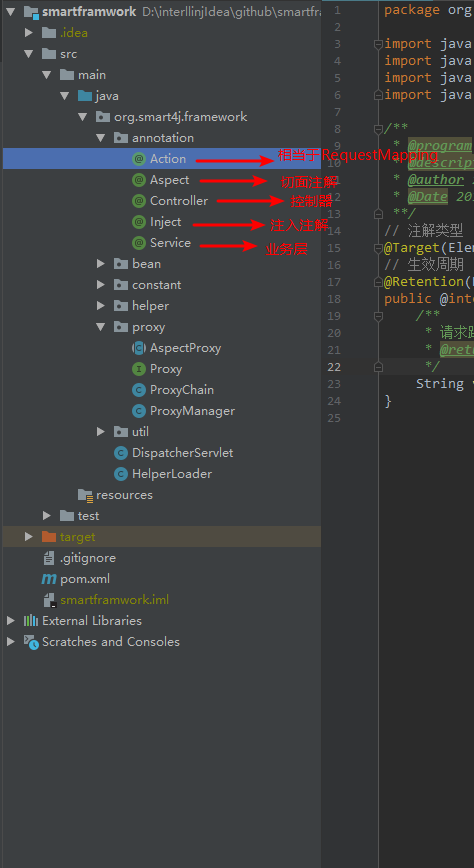 smartframwork D:\interllinjIdea\github\smartfra
.idea
src
main
java
org.smart4j.framework
annotation
Action
相当于RequestMapping
Aspect
切面注解
Controller
控制器
Inject
注入注解
Service
业务层
bean
constant
helper
proxy
AspectProxy
Proxy
ProxyChain
ProxyManager
util
DispatcherServlet
HelperLoader
resources
test
target
.gitignore
pom.xml
smartframwork.iml
External Libraries
Scratches and Consoles
1 package org
2
3 import java
4 import java
5 import java
6 import java
7
8 /**
9 * @program
10 * @descript
11 * @author
12 * @Date 20
13 **/
14 // 注解类型
15 @Target(Elem
16 // 生效周期
17 @Retention(
18 public @inte
19 /**
20 * 请求路
21 * @retu
22 */
23 String
24 }
25